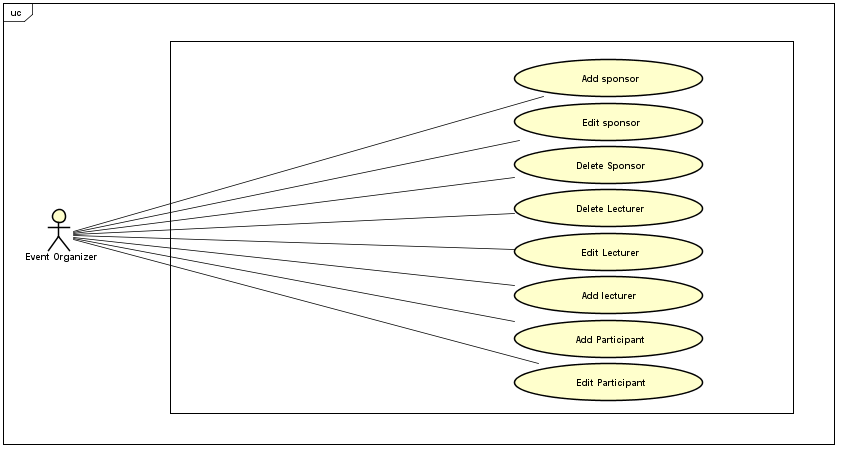 uc
Add sponsor
Edit sponsor
Delete Sponsor
Delete Lecturer
Event Organizer
Edit Lecturer
Add lecturer
Add Participant
Edit Participant